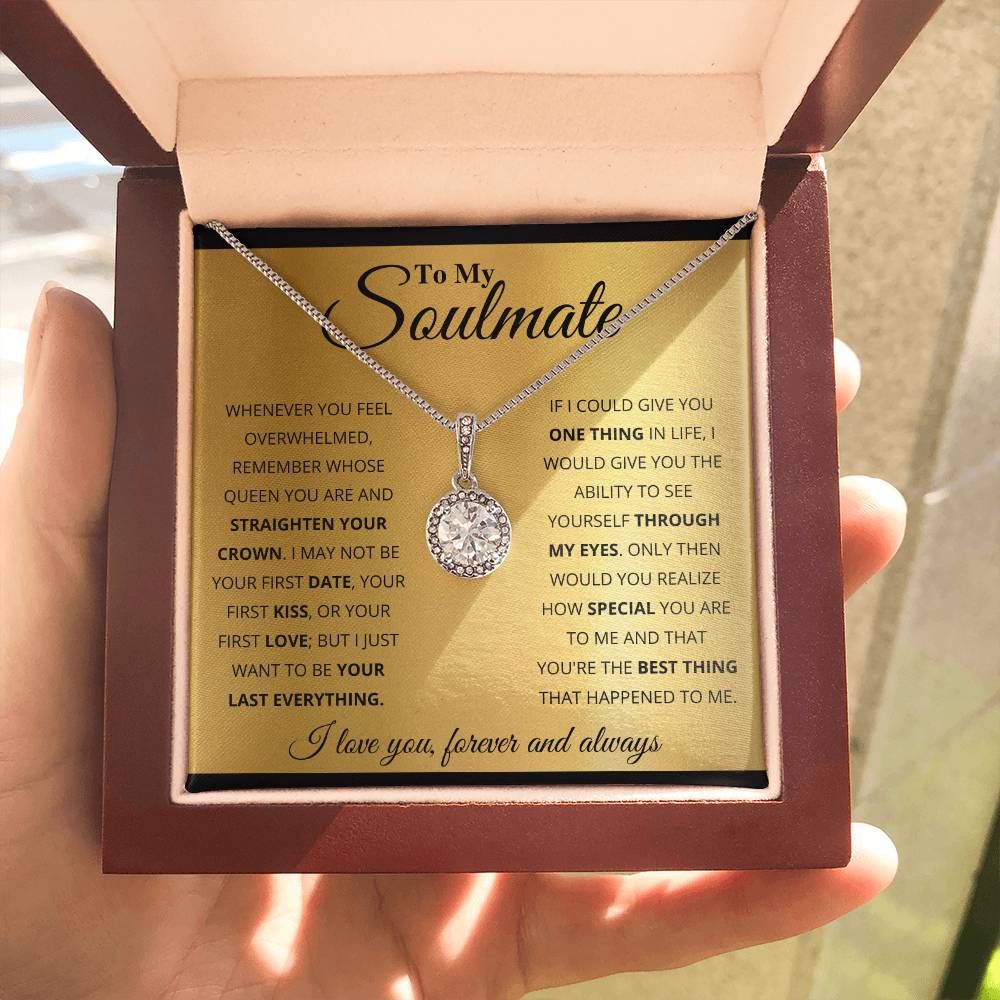 To My
Soulmate
WHENEVER YOU FEEL
OVERWHELMED,
REMEMBER WHOSE
QUEEN YOU ARE AND
STRAIGHTEN YOUR
CROWN. I MAY NOT BE
YOUR FIRST DATE, YOUR
FIRST KISS, OR YOUR
FIRST LOVE; BUT I JUST
WANT TO BE YOUR
LAST EVERYTHING.
IF I COULD GIVE YOU
ONE THING IN LIFE, I
WOULD GIVE YOU THE
ABILITY TO SEE
YOURSELF THROUGH
MY EYES. ONLY THEN
WOULD YOU REALIZE
HOW SPECIAL YOU ARE
TO ME AND THAT
YOU'RE THE BEST THING
THAT HAPPENED TO ME.
I love you, forever and always